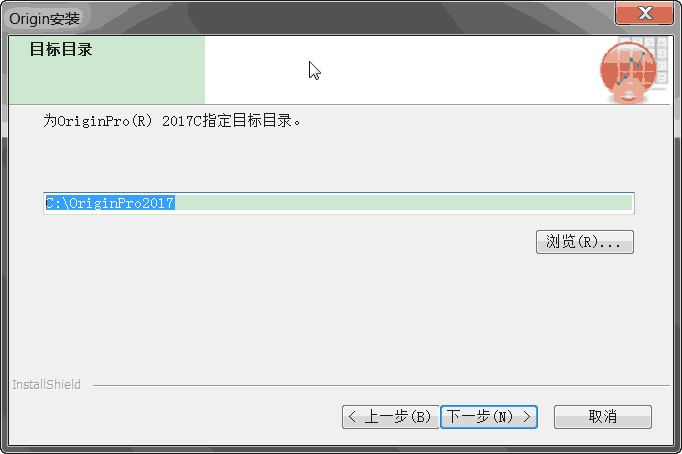 Origin安装
目标目录
为OriginPro(R) 2017C指定目标目录。
C:\OriginPro2017
浏览(R)...
InstallShield
< 上一步(B)
下一步(N) >
取消